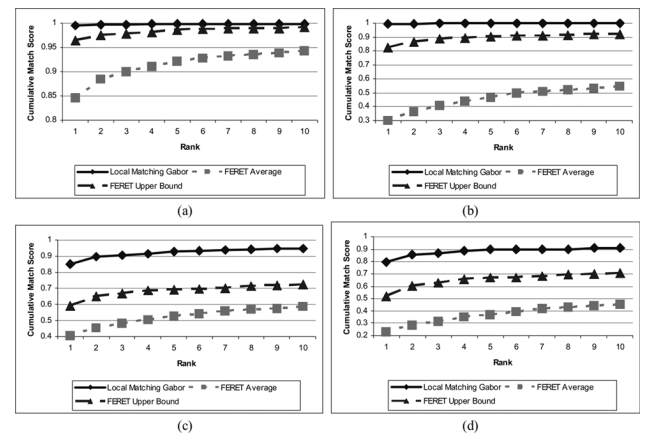 Cumulative Match Score
1
0.95
0.9
0.85
0.8
1 2 3 4 5 6 7 8 9 10
Rank
Local Matching Gabor FERET Average
FERET Upper Bound
(a)
Cumulative Match Score
1
0.9
0.8
0.7
0.6
0.5
0.4
0.3
1 2 3 4 5 6 7 8 9 10
Rank
Local Matching Gabor FERET Average
FERET Upper Bound
(b)
Cumulative Match Score
1
0.9
0.8
0.7
0.6
0.5
0.4
1 2 3 4 5 6 7 8 9 10
Rank
Local Matching Gabor FERET Average
FERET Upper Bound
(c)
Cumulative Match Score
1
0.9
0.8
0.7
0.6
0.5
0.4
0.3
0.2
1 2 3 4 5 6 7 8 9 10
Rank
Local Matching Gabor FERET Average
FERET Upper Bound
(d)